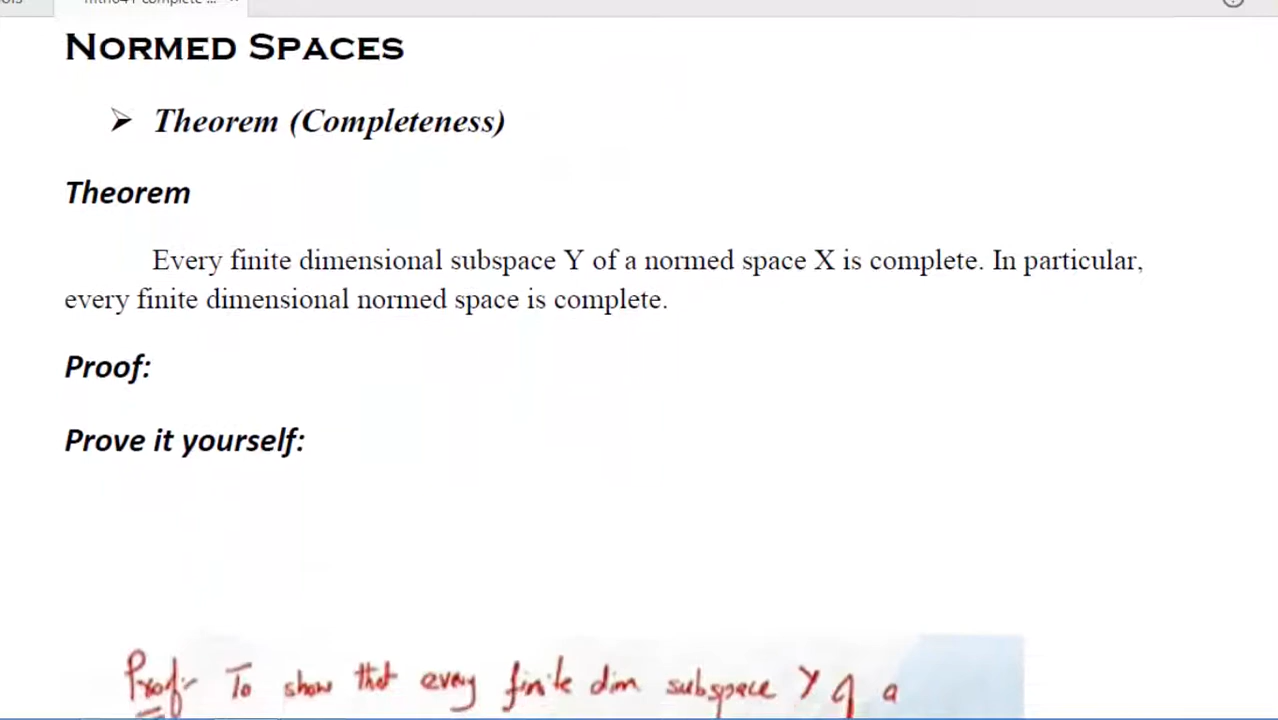 NORMED SPACES
➢ Theorem (Completeness)
Theorem
Every finite dimensional subspace Y of a normed space X is complete. In particular,
every finite dimensional normed space is complete.
Proof:
Prove it yourself:
Proof:- To show that every finite dim subspace Y of a